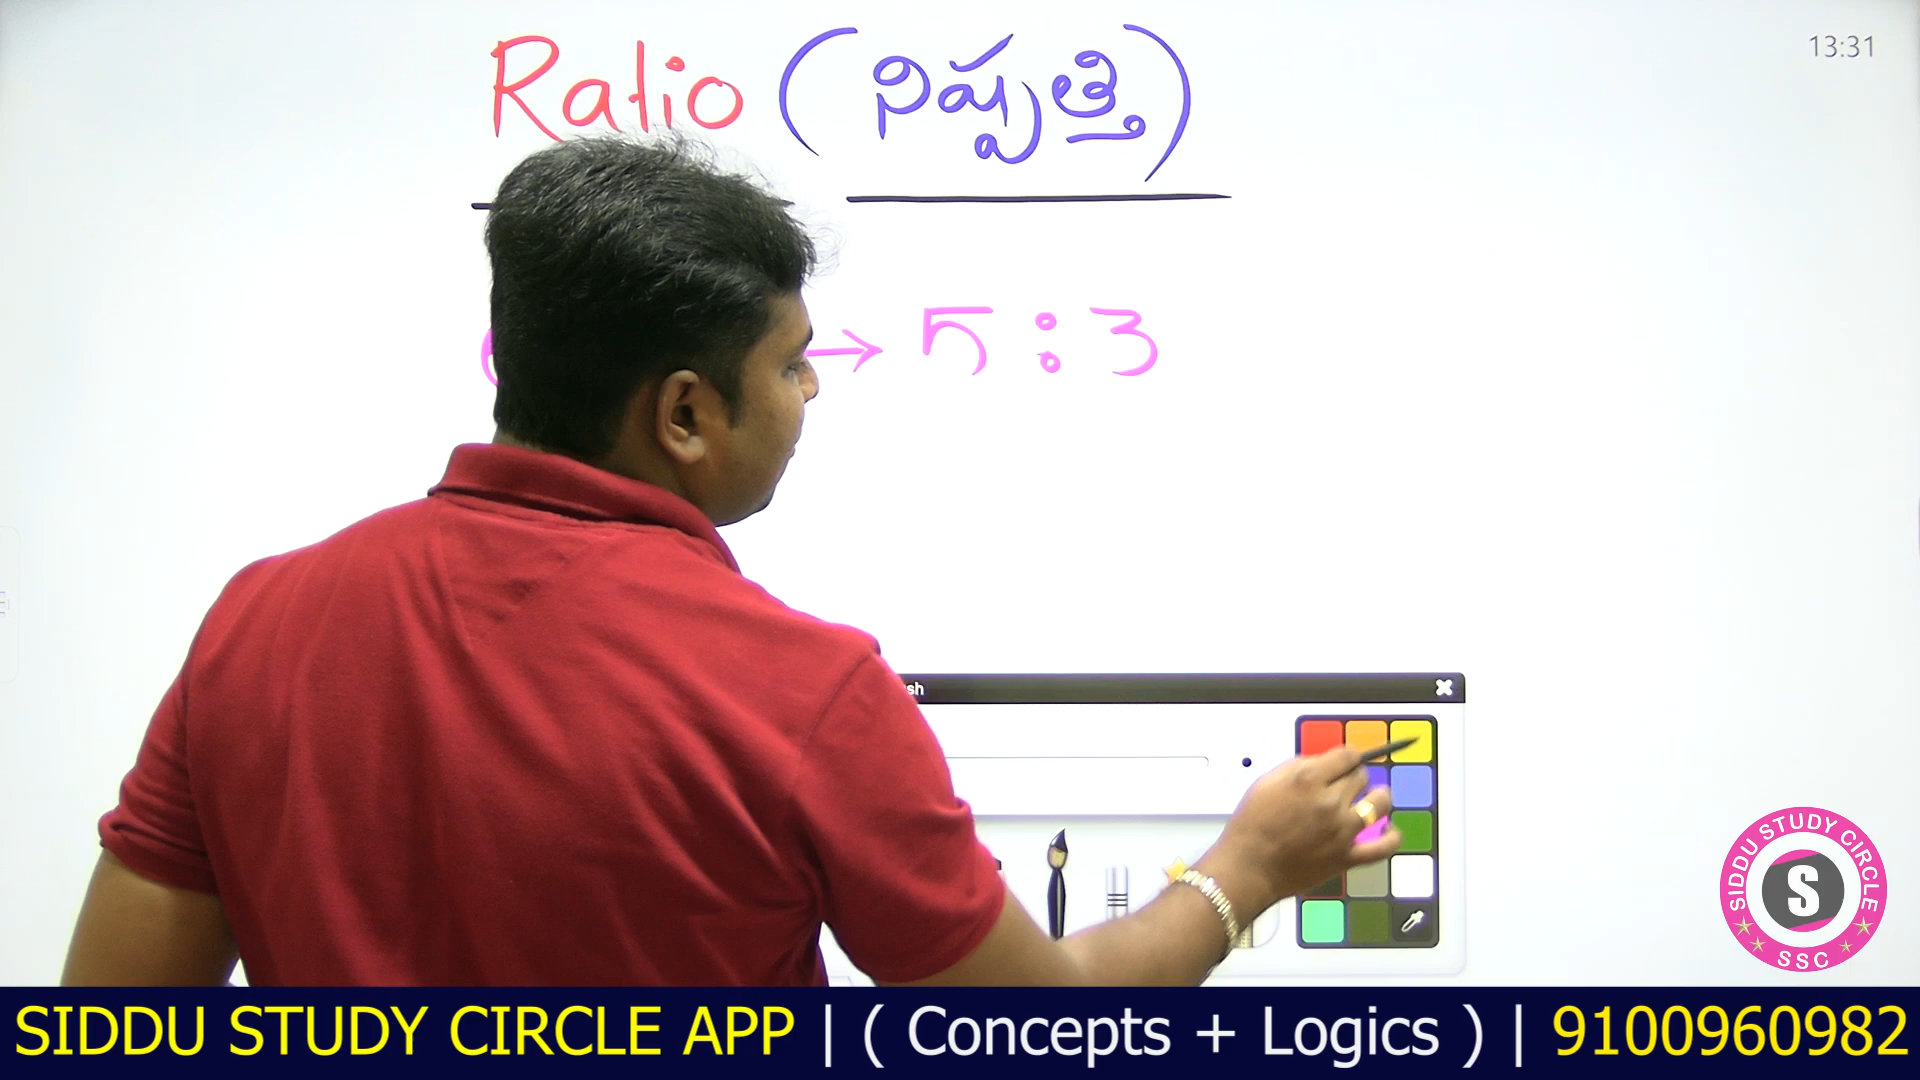 Ratio (నిష్పత్తి)
13:31
→ 5 : 3
SIDDU STUDY CIRCLE
S
SSC
SIDDU STUDY CIRCLE APP | ( Concepts + Logics ) | 9100960982